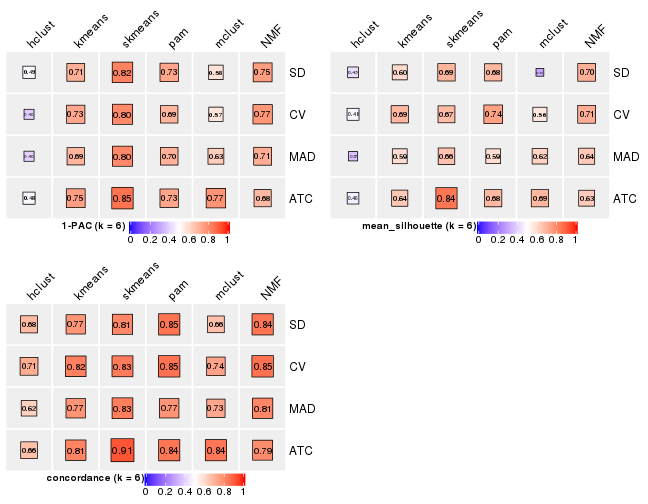 hclust kmeans skmeans pam mclust NMF
0.49 0.71 0.82 0.73 0.58 0.75 SD
0.73 0.80 0.69 0.57 0.77 CV
0.69 0.80 0.70 0.63 0.71 MAD
0.48 0.75 0.85 0.73 0.77 0.68 ATC
1-PAC (k = 6)
0 0.2 0.4 0.6 0.8 1
hclust kmeans skmeans pam mclust NMF
0.60 0.69 0.68 0.70 SD
0.41 0.69 0.67 0.74 0.56 0.71 CV
0.59 0.66 0.59 0.62 0.64 MAD
0.64 0.84 0.68 0.69 0.63 ATC
mean_silhouette (k = 6)
0 0.2 0.4 0.6 0.8 1
hclust kmeans skmeans pam mclust NMF
0.68 0.77 0.81 0.85 0.66 0.84 SD
0.71 0.82 0.83 0.85 0.74 0.85 CV
0.62 0.77 0.83 0.77 0.73 0.81 MAD
0.66 0.81 0.91 0.84 0.84 0.79 ATC
concordance (k = 6)
0 0.2 0.4 0.6 0.8 1